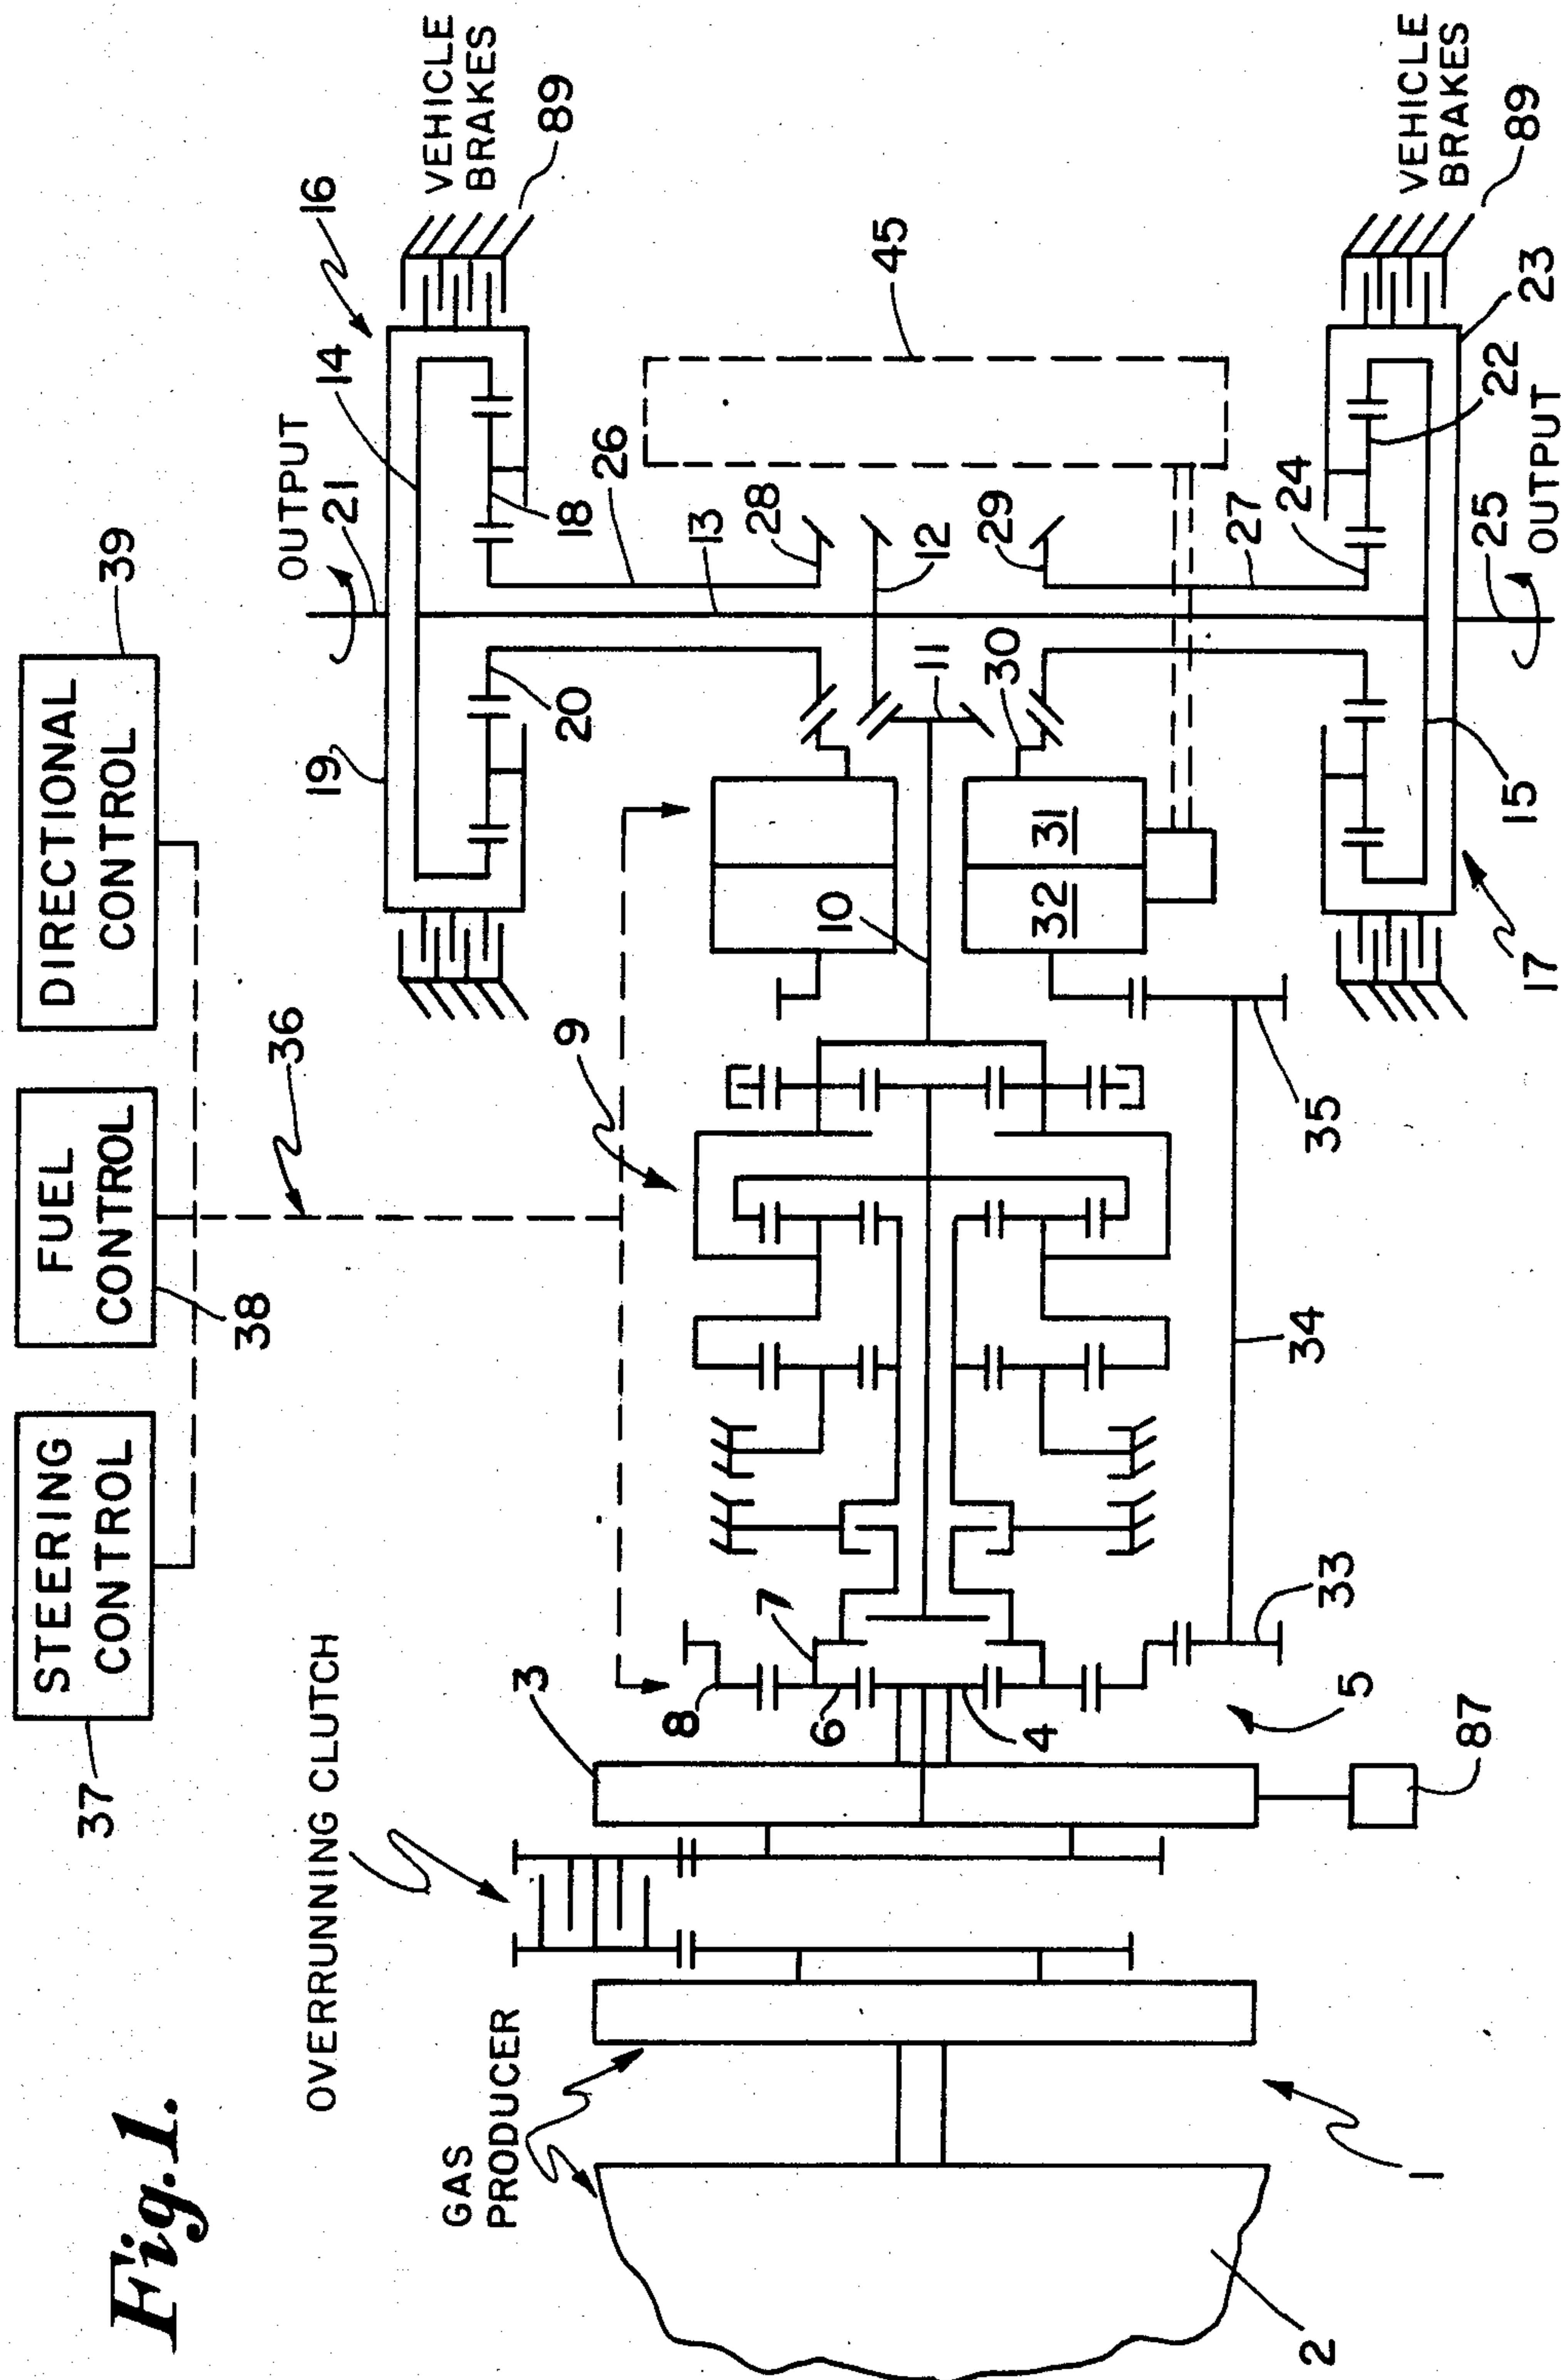 Fig.1.
STEERING
CONTROL
37
FUEL
CONTROL
38
DIRECTIONAL
CONTROL
39
36
OVERRUNNING CLUTCH
GAS
PRODUCER
1
2
3
4
5
6
7
8
87
9
10
11
12
13
14
15
16
17
18
19
20
OUTPUT
21
22
23
24
25
OUTPUT
26
27
28
29
30
31
32
33
34
35
45
VEHICLE
BRAKES
89
VEHICLE
BRAKES
89